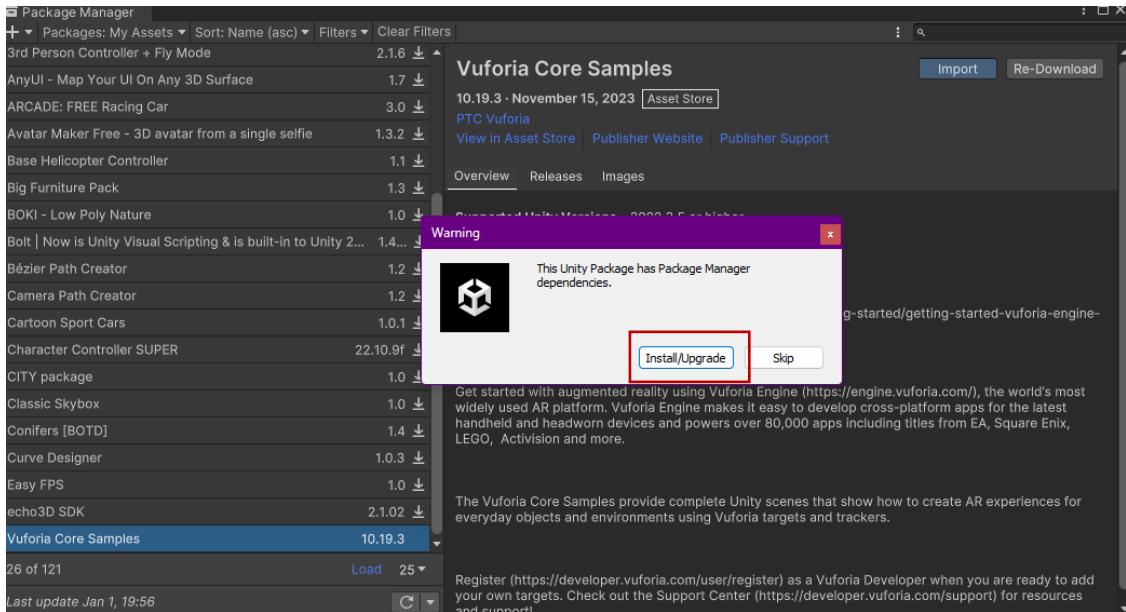 Package Manager
Packages: My Assets Sort: Name (asc) Filters Clear Filters
3rd Person Controller + Fly Mode 2.1.6
AnyUI - Map Your UI On Any 3D Surface 1.7
ARCADE: FREE Racing Car 3.0
Avatar Maker Free - 3D avatar from a single selfie 1.3.2
Base Helicopter Controller 1.1
Big Furniture Pack 1.3
BOKI - Low Poly Nature 1.0
Bolt | Now is Unity Visual Scripting & is built-in to Unity 2... 1.4...
Bézier Path Creator 1.2
Camera Path Creator 1.2
Cartoon Sport Cars 1.0.1
Character Controller SUPER 22.10.9f
CITY package 1.0
Classic Skybox 1.0
Conifers [BOTD] 1.4
Curve Designer 1.0.3
Easy FPS 1.0
echo3D SDK 2.1.02
Vuforia Core Samples 10.19.3
26 of 121 Load 25
Last update Jan 1, 19:56
Vuforia Core Samples
Import Re-Download
10.19.3 · November 15, 2023 Asset Store
PTC Vuforia
View in Asset Store Publisher Website Publisher Support
Overview Releases Images
Warning x
This Unity Package has Package Manager
dependencies.
Install/Upgrade Skip
g-started/getting-started-vuforia-engine-
Get started with augmented reality using Vuforia Engine (https://engine.vuforia.com/), the world's most
widely used AR platform. Vuforia Engine makes it easy to develop cross-platform apps for the latest
handheld and headworn devices and powers over 80,000 apps including titles from EA, Square Enix,
LEGO, Activision and more.
The Vuforia Core Samples provide complete Unity scenes that show how to create AR experiences for
everyday objects and environments using Vuforia targets and trackers.
Register (https://developer.vuforia.com/user/register) as a Vuforia Developer when you are ready to add
your own targets. Check out the Support Center (https://developer.vuforia.com/support) for resources
and support!